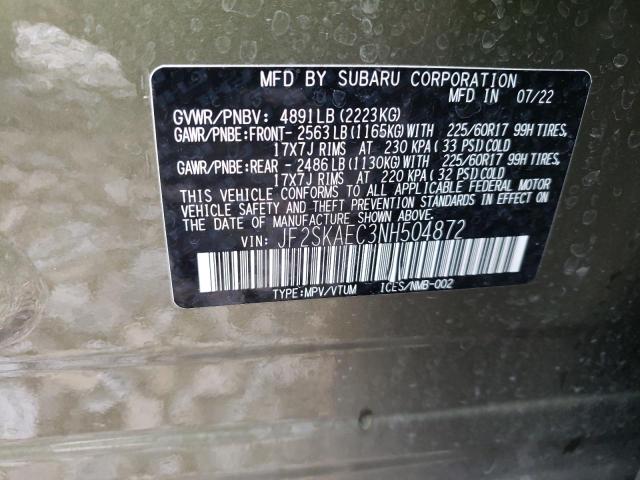 MFD BY SUBARU CORPORATION
MFD IN 07/22
GVWR/PNBV: 4891LB(2223KG)
GAWR/PNBE:FRONT- 2563LB(1165KG)WITH 225/60R17 99H TIRES,
17X7J RIMS AT 230 KPA(33 PSI)COLD
GAWR/PNBE:REAR - 2486LB(1130KG)WITH 225/60R17 99H TIRES,
17X7J RIMS AT 220 KPA(32 PSI)COLD
THIS VEHICLE CONFORMS TO ALL APPLICABLE FEDERAL MOTOR
VEHICLE SAFETY AND THEFT PREVENTION STANDARDS IN EFFECT ON
THE DATE OF MANUFACTURE SHOWN ABOVE.
VIN: JF2SKAEC3NH504872
TYPE:MPV/VTUM ICES/NMB-002